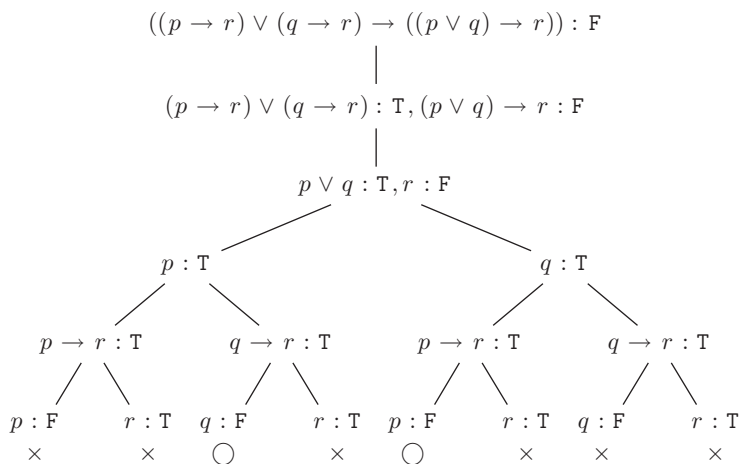 ((p → r) ∨ (q → r) → ((p ∨ q) → r)) : F
(p → r) ∨ (q → r) : T, (p ∨ q) → r : F
p ∨ q : T, r : F
p : T q : T
p → r : T q → r : T p → r : T q → r : T
p : F r : T q : F r : T p : F r : T q : F r : T
× × ○ × ○ × × ×